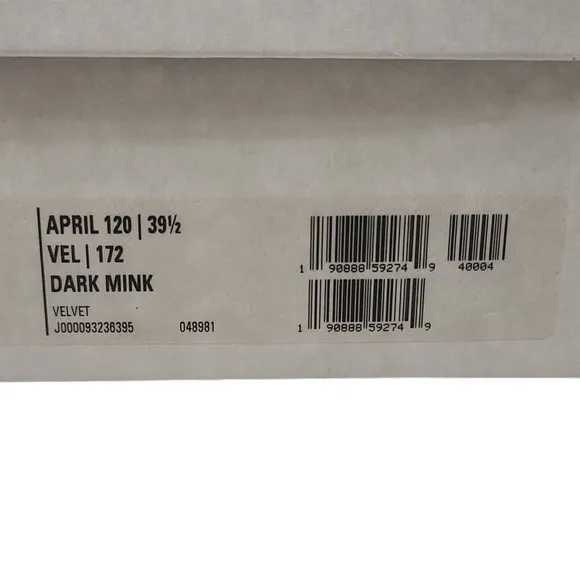 APRIL 120 | 39½
VEL | 172
DARK MINK
VELVET
J000093236395 048981
1 90888 59274 9 40004
1 90888 59274 9